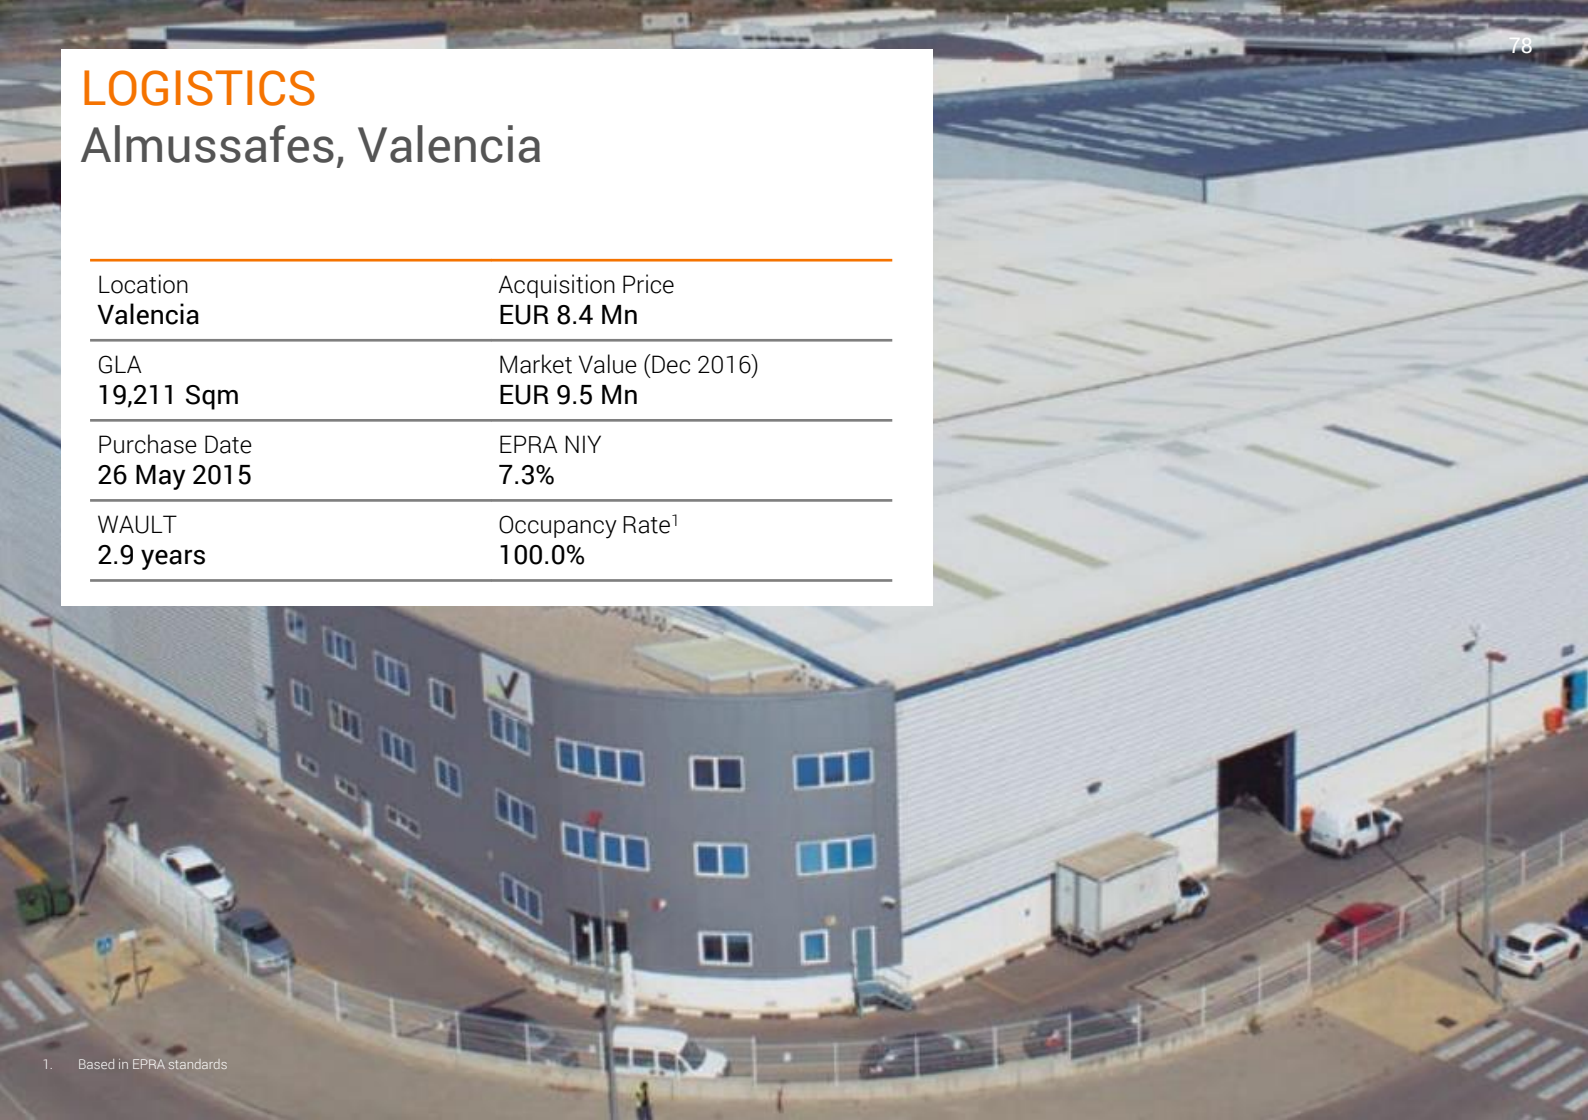 78
LOGISTICS
Almussafes, Valencia
Location
Valencia
Acquisition Price
EUR 8.4 Mn
GLA
19,211 Sqm
Market Value (Dec 2016)
EUR 9.5 Mn
Purchase Date
26 May 2015
EPRA NIY
7.3%
WAULT
2.9 years
Occupancy Rate1
100.0%
1. Based in EPRA standards